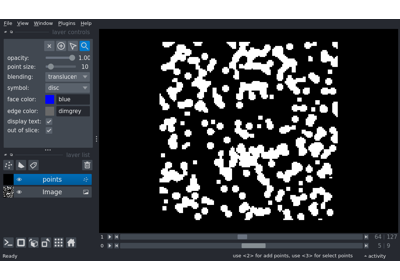 File View Window Plugins Help
layer controls
opacity: 1.00
point size: 10
blending: translucen
symbol: disc
face color: blue
edge color: dimgrey
display text:
out of slice:
layer list
points
Image
1 64 127
0 5 9
Ready use <2> for add points, use <3> for select points activity